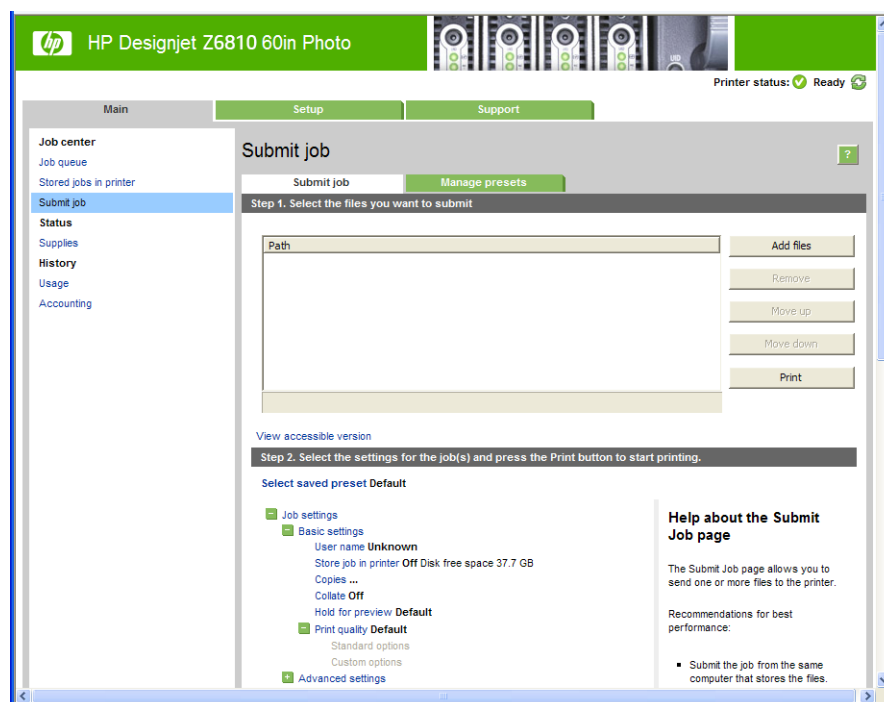 hp HP Designjet Z6810 60in Photo
UID
Printer status: Ready
Main Setup Support
Job center
Job queue
Stored jobs in printer
Submit job
Status
Supplies
History
Usage
Accounting
Submit job
?
Submit job Manage presets
Step 1. Select the files you want to submit
Path
Add files
Remove
Move up
Move down
Print
View accessible version
Step 2. Select the settings for the job(s) and press the Print button to start printing.
Select saved preset Default
Job settings
Basic settings
User name Unknown
Store job in printer Off Disk free space 37.7 GB
Copies ...
Collate Off
Hold for preview Default
Print quality Default
Standard options
Custom options
Advanced settings
Help about the Submit
Job page
The Submit Job page allows you to
send one or more files to the printer.
Recommendations for best
performance:
Submit the job from the same
computer that stores the files.